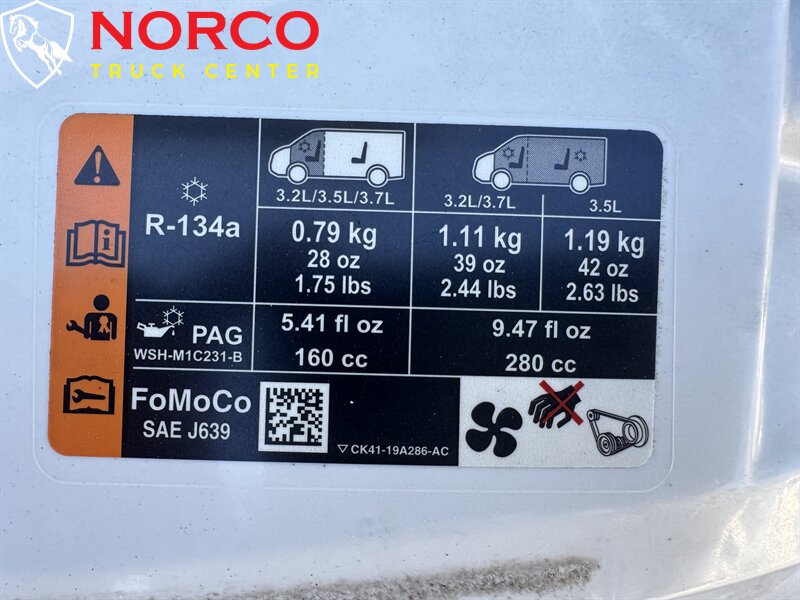 NORCO
TRUCK CENTER
3.2L/3.5L/3.7L
3.2L/3.7L
3.5L
R-134a
0.79 kg
28 oz
1.75 lbs
1.11 kg
39 oz
2.44 lbs
1.19 kg
42 oz
2.63 lbs
PAG
WSH-M1C231-B
5.41 fl oz
160 cc
9.47 fl oz
280 cc
FoMoCo
SAE J639
CK41-19A286-AC